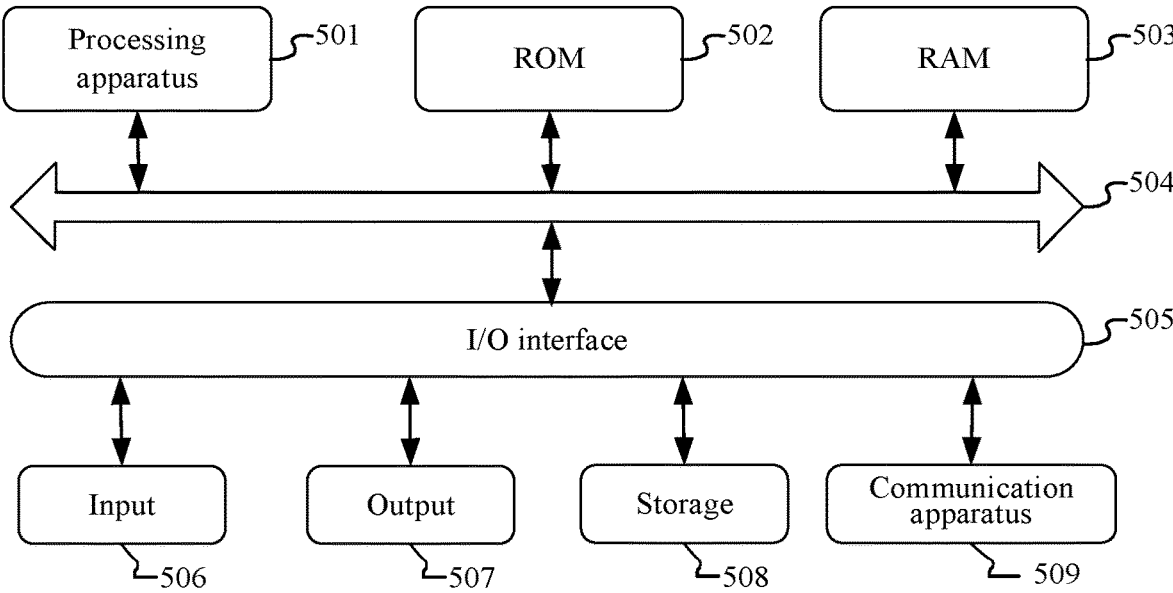 Processing
apparatus
501
ROM
502
RAM
503
504
I/O interface
505
Input
Output
Storage
Communication
apparatus
506
507
508
509